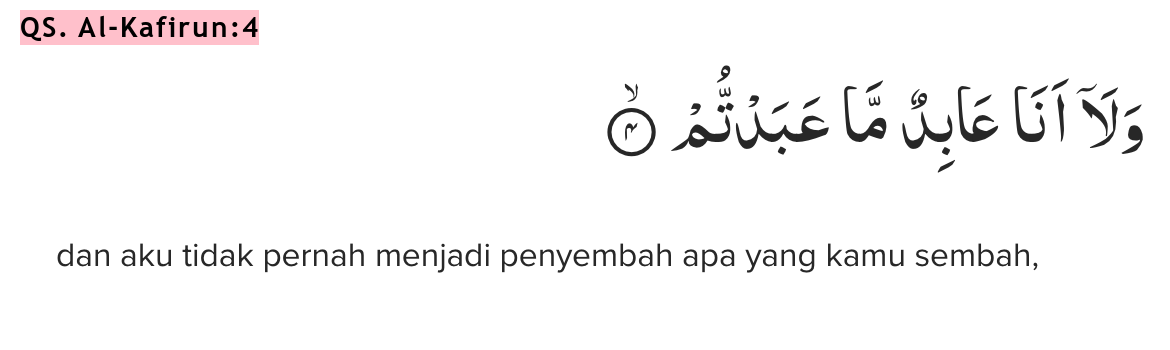 QS. Al-Kafirun:4
وَلَآ اَنَا۠ عَابِدٌ مَّا عَبَدْتُّمْۙ ٤
dan aku tidak pernah menjadi penyembah apa yang kamu sembah,